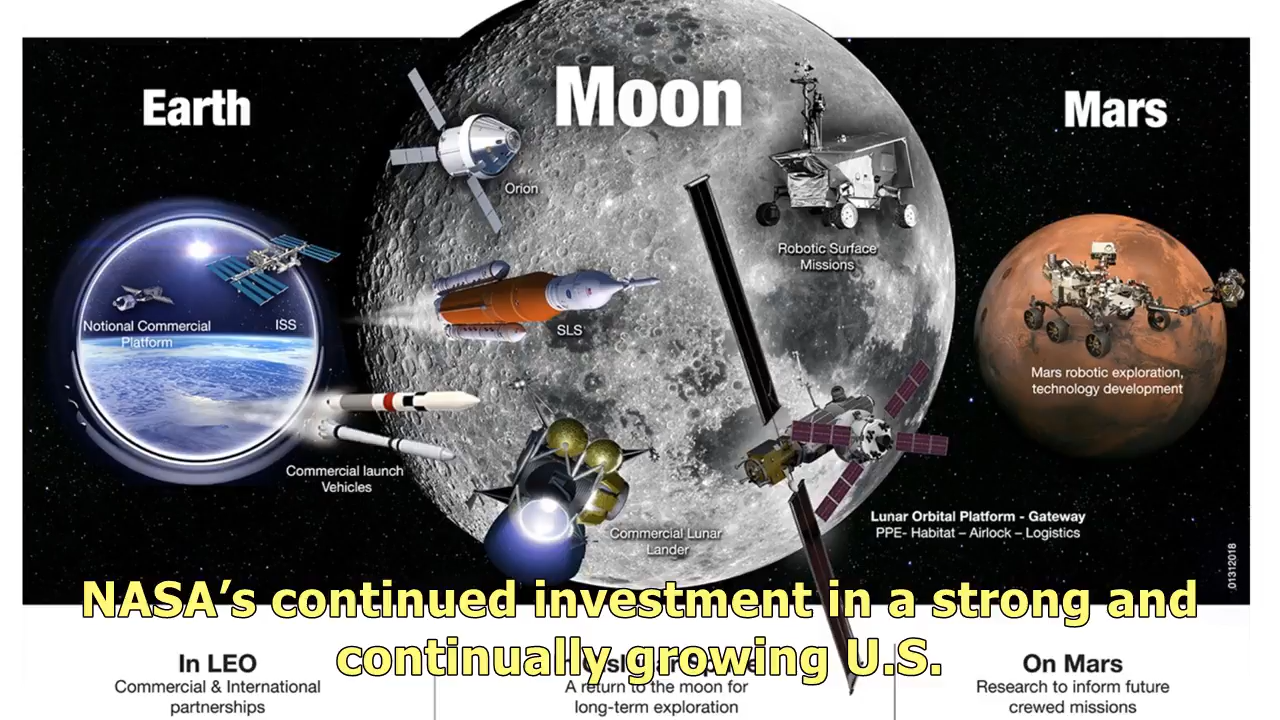 Earth
Moon
Mars
Orion
Robotic Surface
Missions
SLS
Notional Commercial
Platform
ISS
Mars robotic exploration,
technology development
Commercial launch
Vehicles
Commercial Lunar
Lander
Lunar Orbital Platform - Gateway
PPE- Habitat – Airlock – Logistics
01312018
NASA’s continued investment in a strong and
continually growing U.S.
In LEO
Commercial & International
partnerships
A return to the moon for
long-term exploration
On Mars
Research to inform future
crewed missions